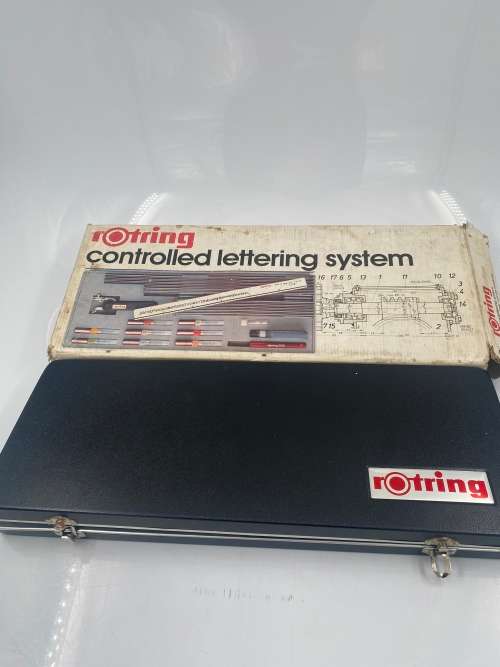 rotring
controlled lettering system
16 17 6 5 13 1 11 10 12
3
4
14
7 15 2
rotring
rotring